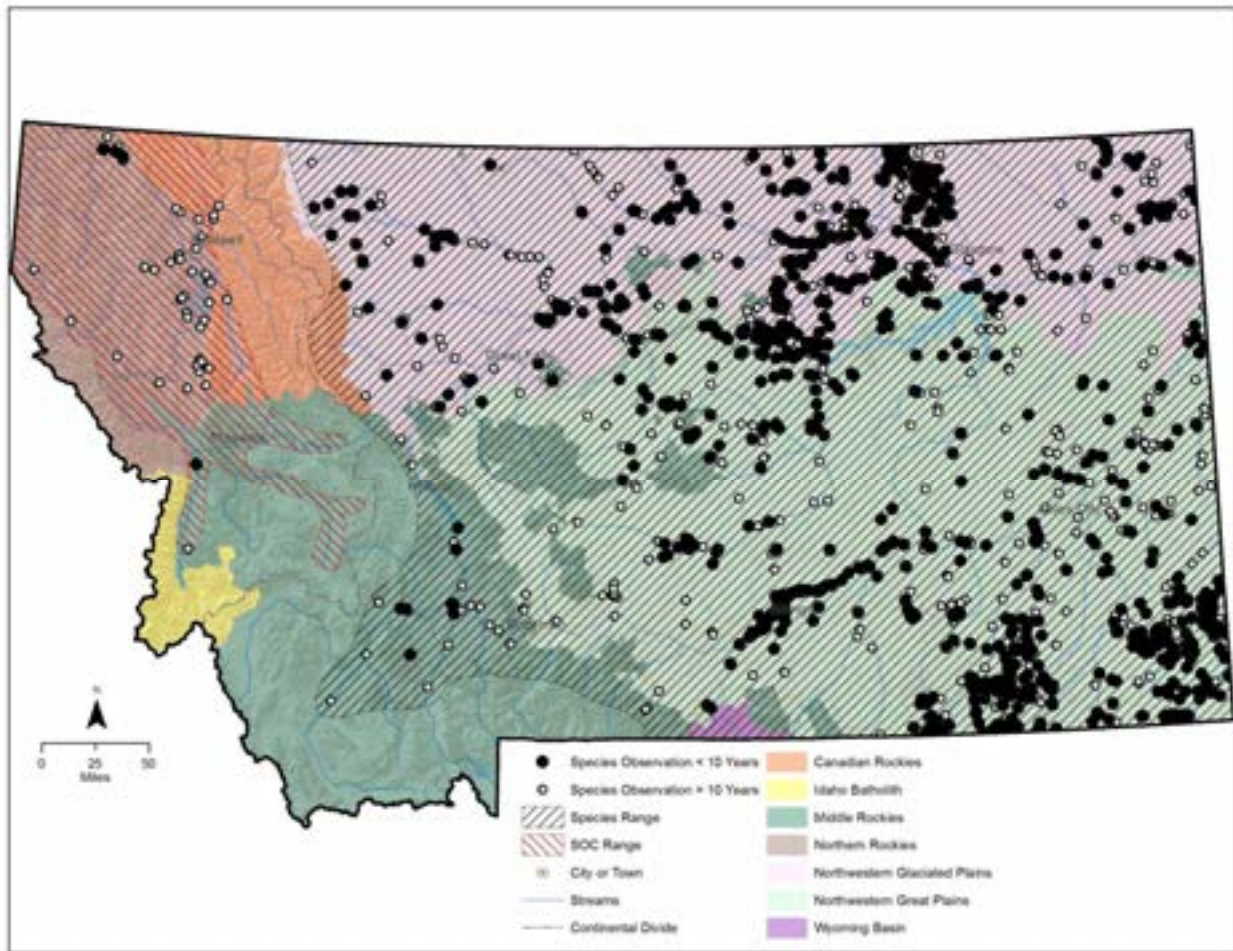 N
0 25 50
Miles
Species Observation < 10 Years
Species Observation > 10 Years
Species Range
SOC Range
City or Town
Streams
Continental Divide
Canadian Rockies
Idaho Batholith
Middle Rockies
Northern Rockies
Northwestern Glaciated Plains
Northwestern Great Plains
Wyoming Basin